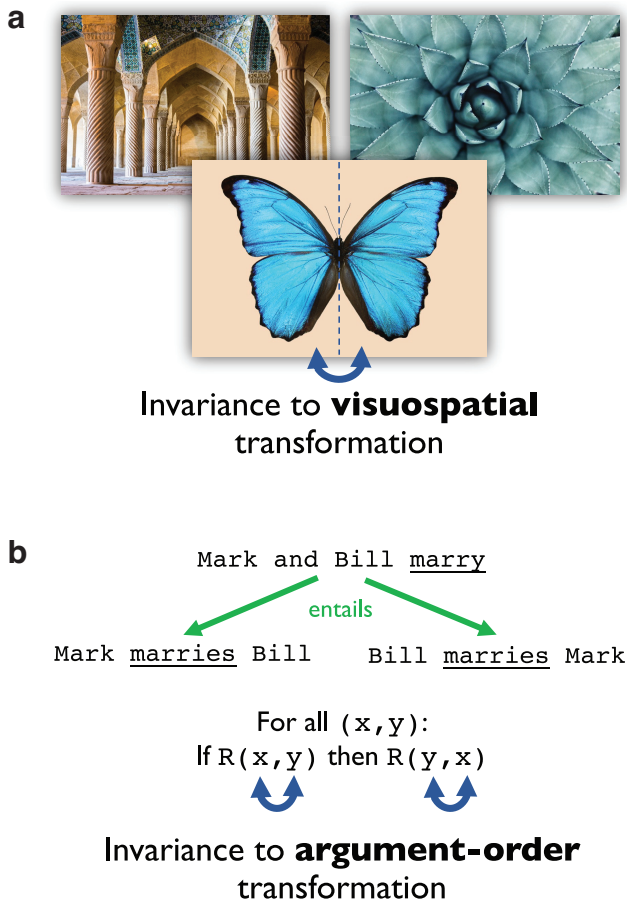 a
Invariance to visuospatial
transformation
b
Mark and Bill marry
entails
Mark marries Bill
Bill marries Mark
For all (x,y):
If R(x,y) then R(y,x)
Invariance to argument-order
transformation